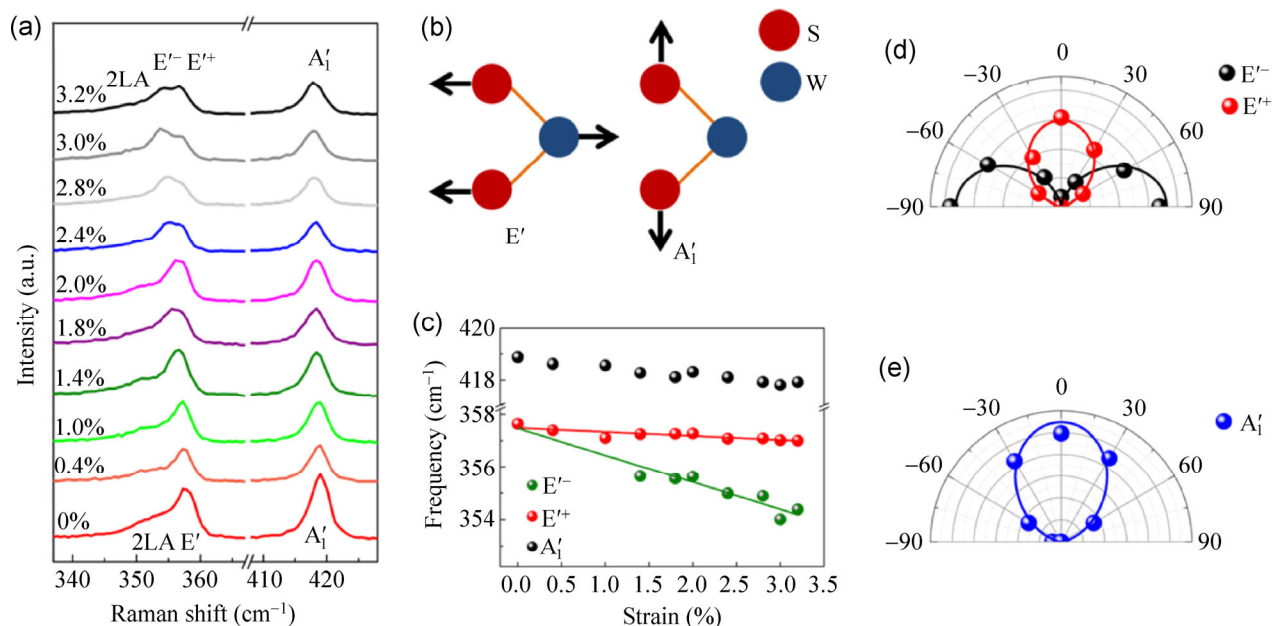 (a)
E′⁻ E′⁺
2LA
A′₁
3.2%
3.0%
2.8%
2.4%
2.0%
1.8%
1.4%
1.0%
0.4%
0%
2LA E′
A′₁
Intensity (a.u.)
340 350 360 410 420
Raman shift (cm⁻¹)
(b)
S
W
E′
A′₁
(c)
420
418
358
356
354
E′⁻
E′⁺
A′₁
Frequency (cm⁻¹)
0.0 0.5 1.0 1.5 2.0 2.5 3.0 3.5
Strain (%)
(d)
0
−30 30
−60 60
−90 90
E′⁻
E′⁺
(e)
0
−30 30
−60 60
−90 90
A′₁